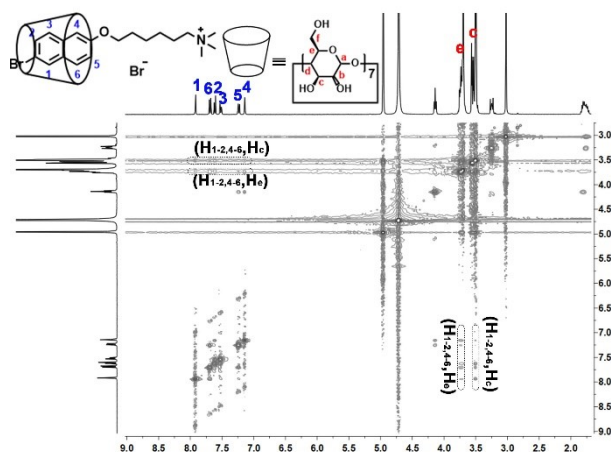 3 4 O N +
2
Br 1 6 5
Br-
≡
OH
f
e O a
d c b O
OH OH 7
1 62 3 5 4 e c
(H1-2,4-6,Hc)
(H1-2,4-6,He)
(H1-2,4-6,He)
(H1-2,4-6,Hc)
3.0
3.5
4.0
4.5
5.0
5.5
6.0
6.5
7.0
7.5
8.0
8.5
9.0
9.0 8.5 8.0 7.5 7.0 6.5 6.0 5.5 5.0 4.5 4.0 3.5 3.0 2.5 2.0